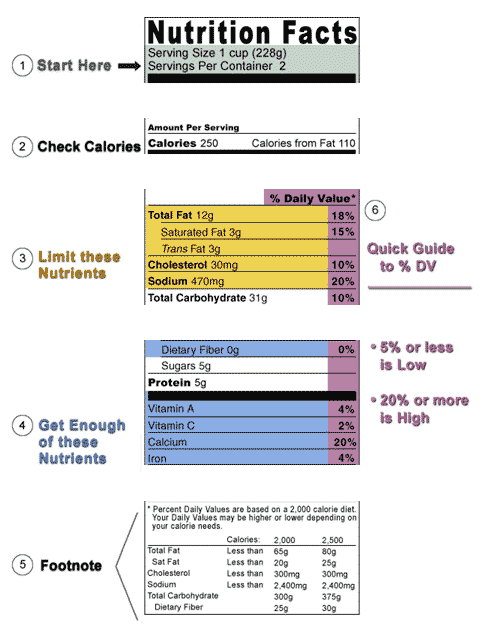 Nutrition Facts
Serving Size 1 cup (228g)
Servings Per Container 2
1 Start Here
Amount Per Serving
Calories 250 Calories from Fat 110
2 Check Calories
% Daily Value*
Total Fat 12g 18%
Saturated Fat 3g 15%
Trans Fat 3g
Cholesterol 30mg 10%
Sodium 470mg 20%
Total Carbohydrate 31g 10%
3 Limit these
Nutrients
6
Quick Guide
to % DV
Dietary Fiber 0g 0%
Sugars 5g
Protein 5g
Vitamin A 4%
Vitamin C 2%
Calcium 20%
Iron 4%
4 Get Enough
of these
Nutrients
• 5% or less
is Low
• 20% or more
is High
* Percent Daily Values are based on a 2,000 calorie diet.
Your Daily Values may be higher or lower depending on
your calorie needs.
Calories: 2,000 2,500
Total Fat Less than 65g 80g
Sat Fat Less than 20g 25g
Cholesterol Less than 300mg 300mg
Sodium Less than 2,400mg 2,400mg
Total Carbohydrate 300g 375g
Dietary Fiber 25g 30g
5 Footnote